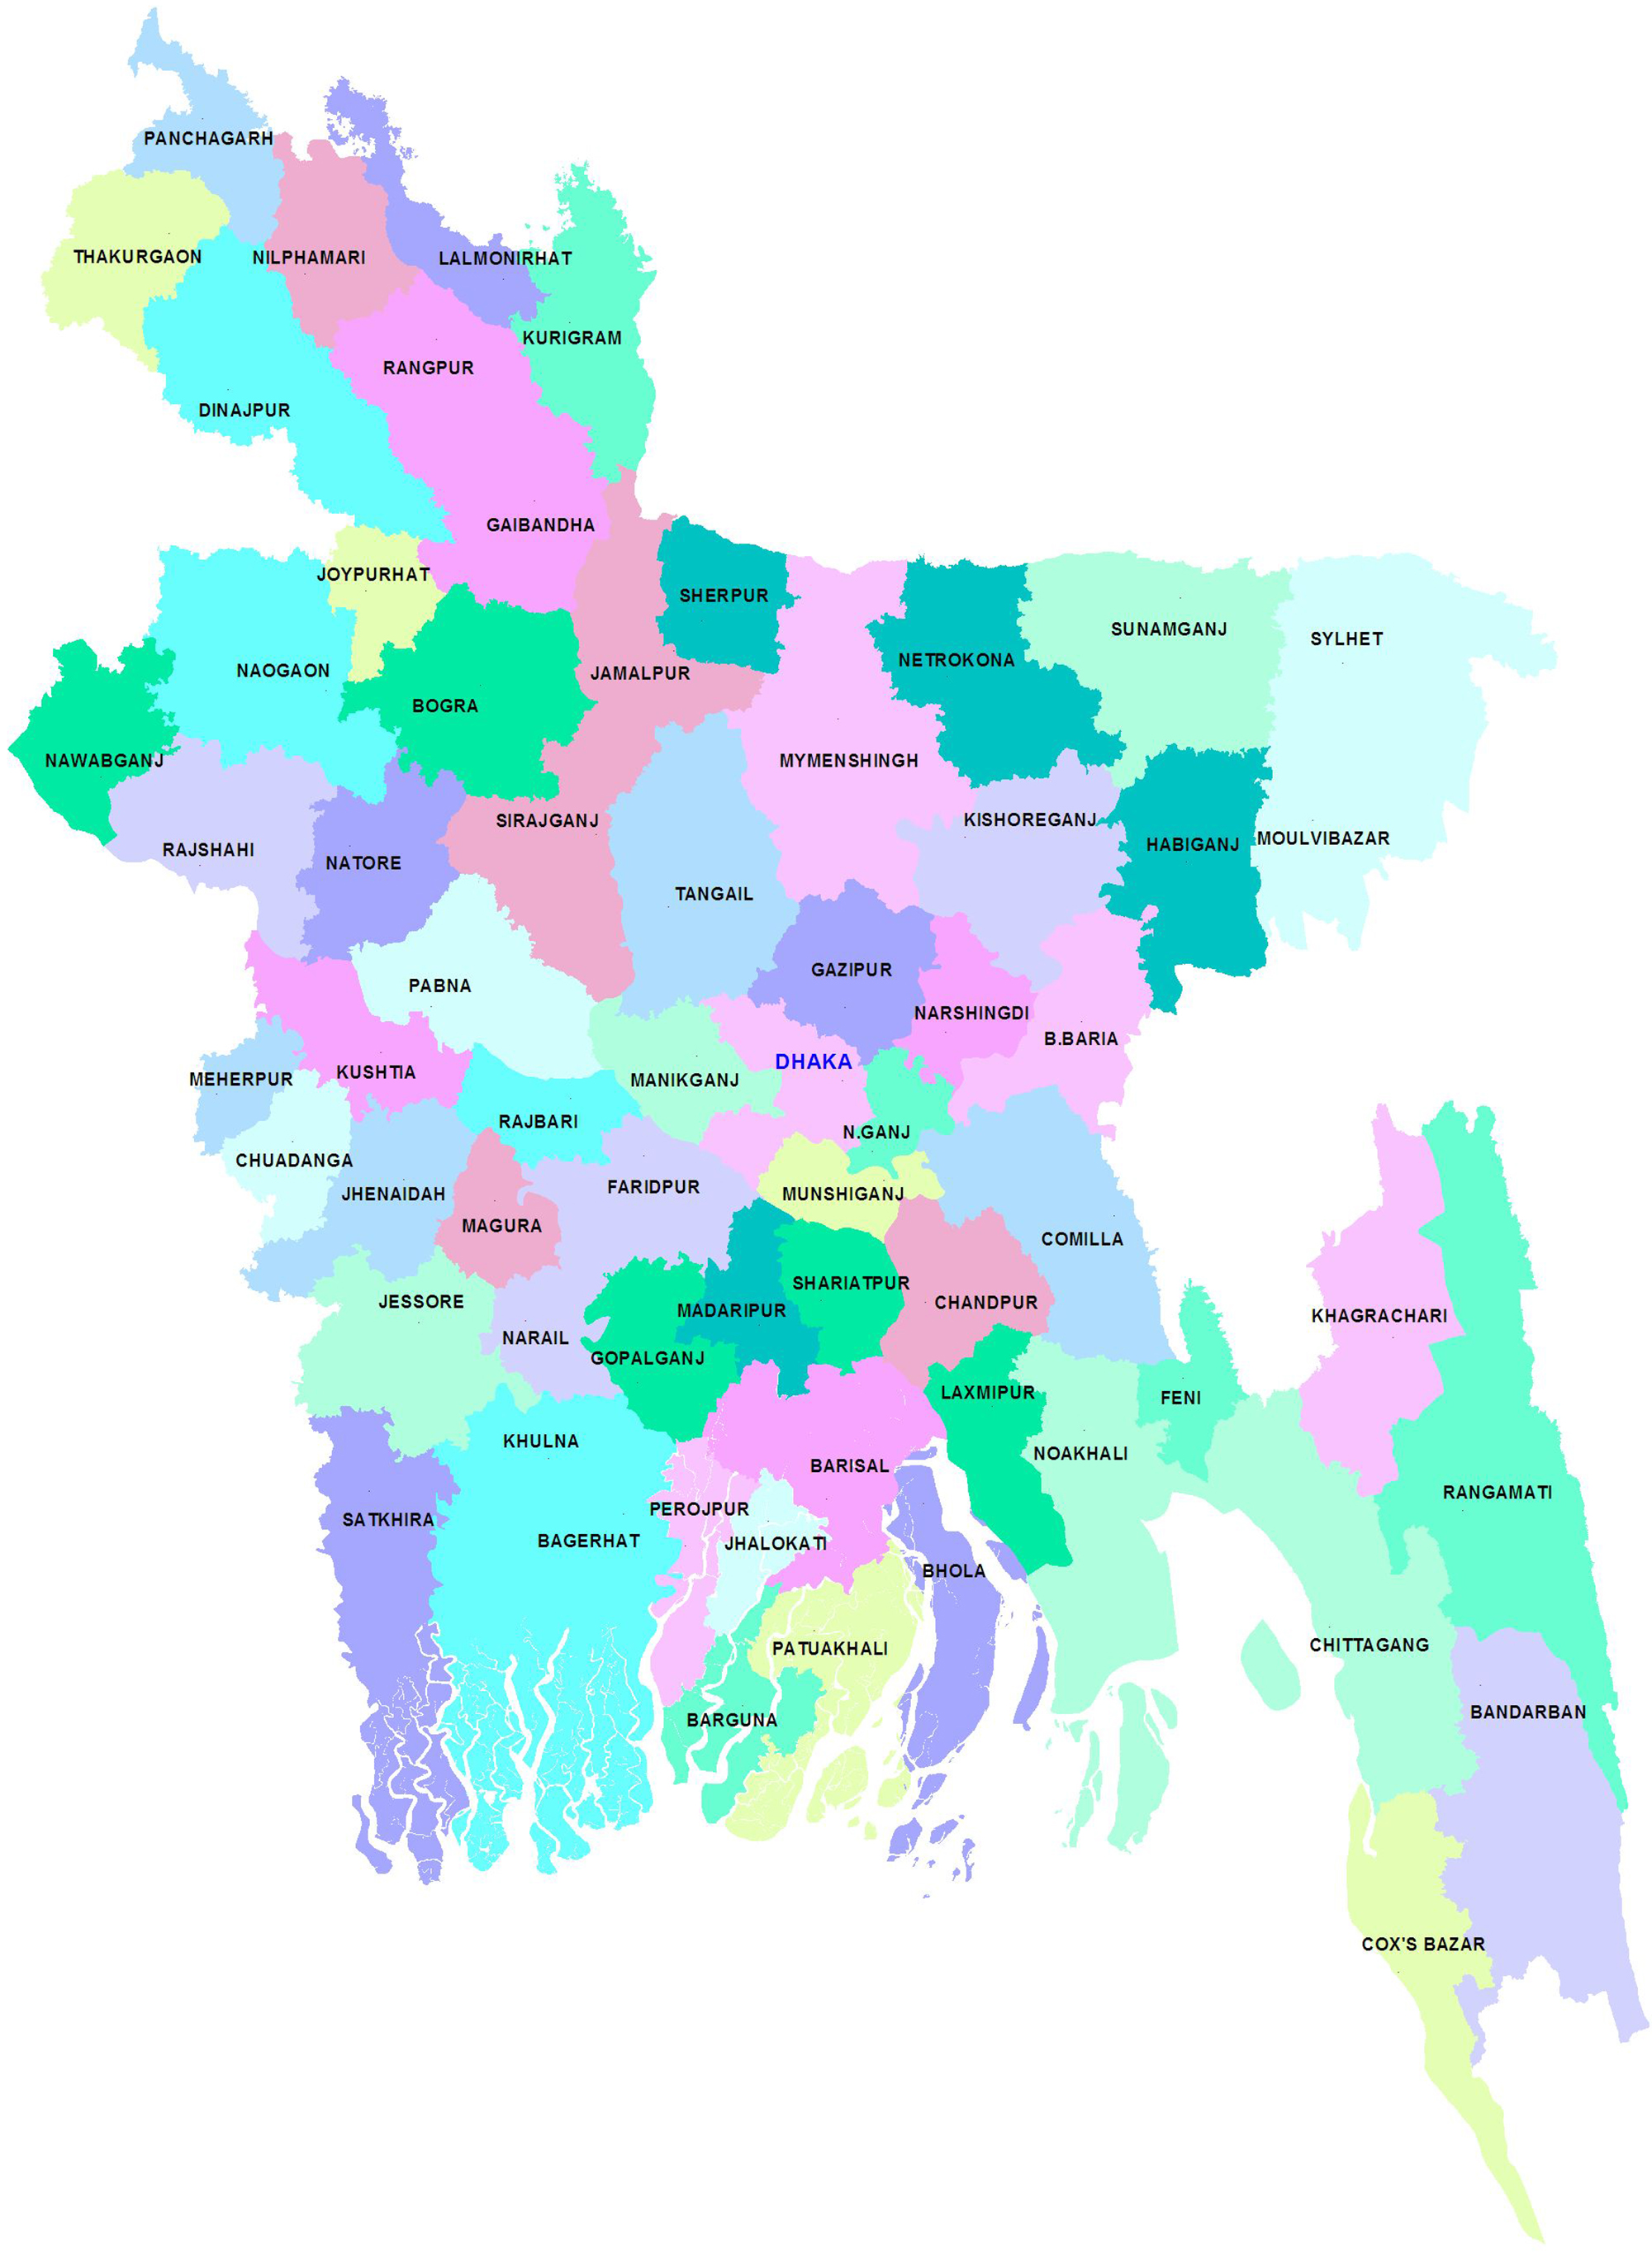 PANCHAGARH
THAKURGAON
NILPHAMARI
LALMONIRHAT
KURIGRAM
RANGPUR
DINAJPUR
GAIBANDHA
JOYPURHAT
SHERPUR
SUNAMGANJ
SYLHET
NETROKONA
NAOGAON
JAMALPUR
BOGRA
NAWABGANJ
MYMENSHINGH
SIRAJGANJ
KISHOREGANJ
MOULVIBAZAR
HABIGANJ
RAJSHAHI
NATORE
TANGAIL
GAZIPUR
PABNA
NARSHINGDI
B.BARIA
DHAKA
KUSHTIA
MEHERPUR
MANIKGANJ
RAJBARI
N.GANJ
CHUADANGA
FARIDPUR
JHENAIDAH
MUNSHIGANJ
MAGURA
COMILLA
SHARIATPUR
JESSORE
CHANDPUR
MADARIPUR
KHAGRACHARI
NARAIL
GOPALGANJ
LAXMIPUR
FENI
KHULNA
NOAKHALI
BARISAL
RANGAMATI
PEROJPUR
SATKHIRA
BAGERHAT
JHALOKATI
BHOLA
CHITTAGANG
PATUAKHALI
BANDARBAN
BARGUNA
COX'S BAZAR